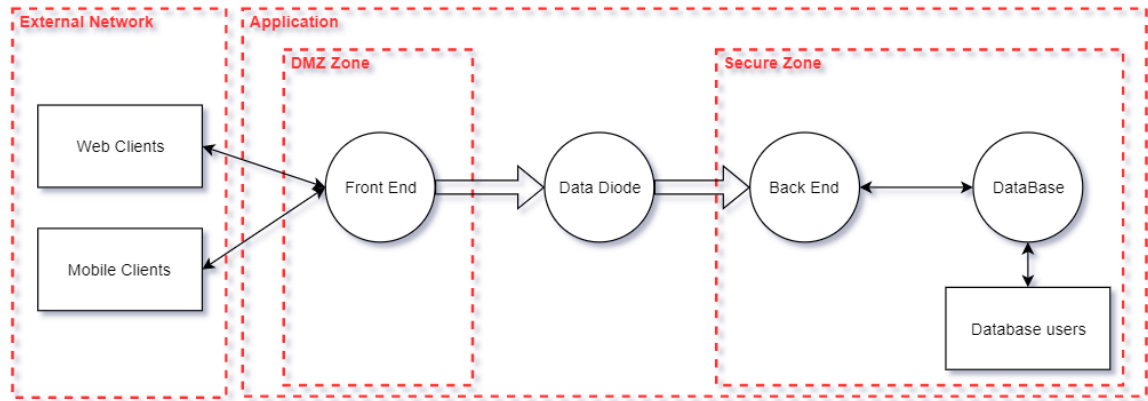 External Network
Application
DMZ Zone
Secure Zone
Web Clients
Mobile Clients
Front End
Data Diode
Back End
DataBase
Database users